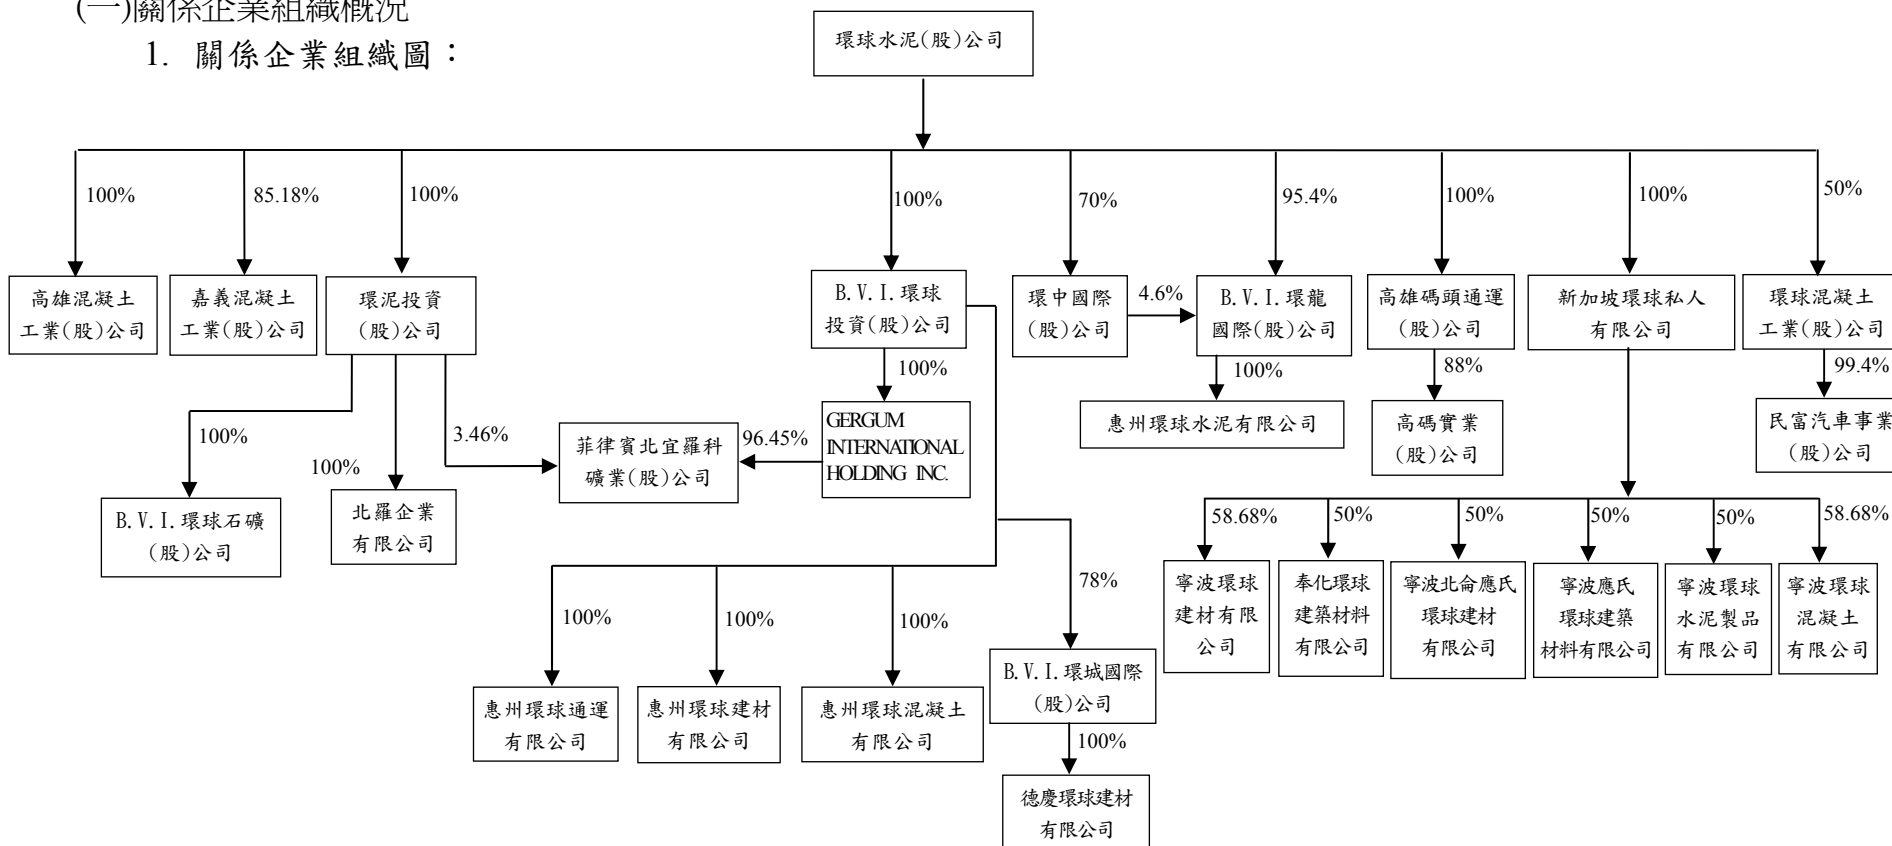 (一)關係企業組織概況
1. 關係企業組織圖：
環球水泥(股)公司
100%
85.18%
100%
100%
70%
95.4%
100%
100%
50%
高雄混凝土
工業(股)公司
嘉義混凝土
工業(股)公司
環泥投資
(股)公司
B.V.I.環球
投資(股)公司
環中國際
(股)公司
4.6%
B.V.I.環龍
國際(股)公司
高雄碼頭通運
(股)公司
新加坡環球私人
有限公司
環球混凝土
工業(股)公司
100%
100%
88%
99.4%
惠州環球水泥有限公司
高碼實業
(股)公司
民富汽車事業
(股)公司
100%
100%
3.46%
菲律賓北宜羅科
礦業(股)公司
96.45%
GERGUM
INTERNATIONAL
HOLDING INC.
B.V.I.環球石礦
(股)公司
北羅企業
有限公司
58.68%
50%
50%
50%
50%
58.68%
寧波環球
建材有限
公司
奉化環球
建築材料
有限公司
寧波北侖應氏
環球建材
有限公司
寧波應氏
環球建築
材料有限公司
寧波環球
水泥製品
有限公司
寧波環球
混凝土
有限公司
100%
100%
100%
78%
惠州環球通運
有限公司
惠州環球建材
有限公司
惠州環球混凝土
有限公司
B.V.I.環城國際
(股)公司
100%
德慶環球建材
有限公司